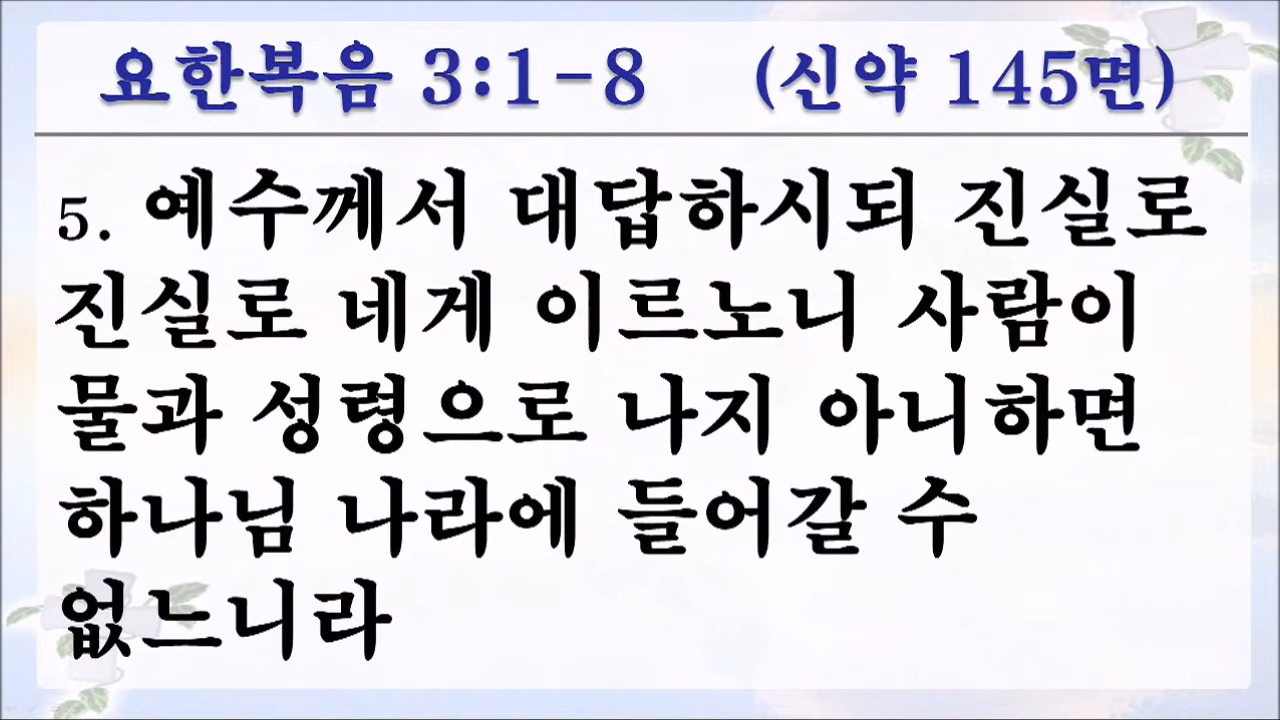 요한복음 3:1-8 (신약 145면)
5. 예수께서 대답하시되 진실로
진실로 네게 이르노니 사람이
물과 성령으로 나지 아니하면
하나님 나라에 들어갈 수
없느니라